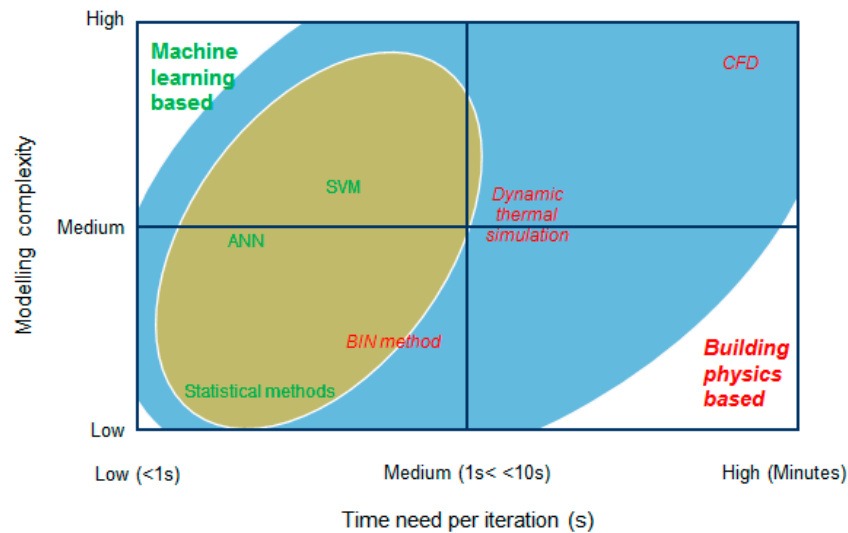 High
Machine
learning
based
CFD
Modelling complexity
SVM
Dynamic
thermal
simulation
Medium
ANN
BIN method
Building
physics
based
Statistical methods
Low
Low (<1s)
Medium (1s< <10s)
High (Minutes)
Time need per iteration (s)